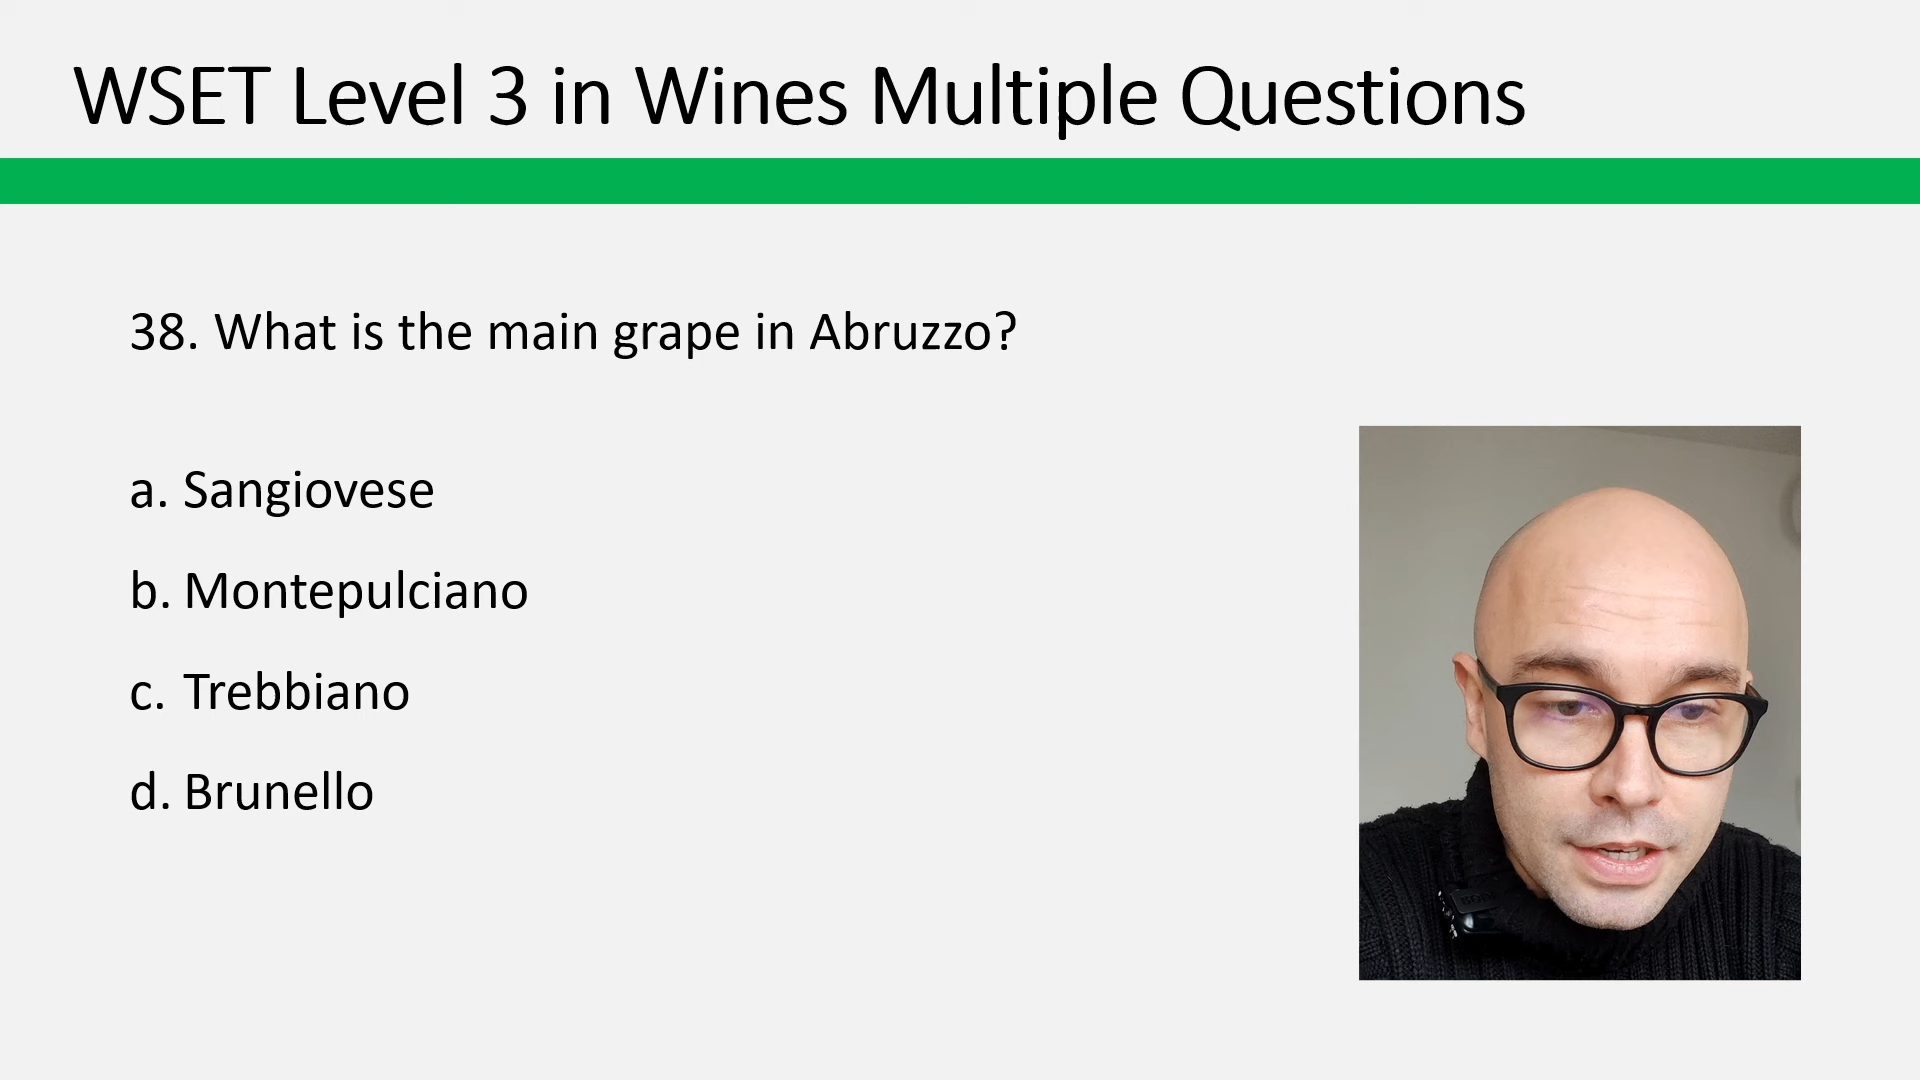 WSET Level 3 in Wines Multiple Questions
38. What is the main grape in Abruzzo?
a. Sangiovese
b. Montepulciano
c. Trebbiano
d. Brunello